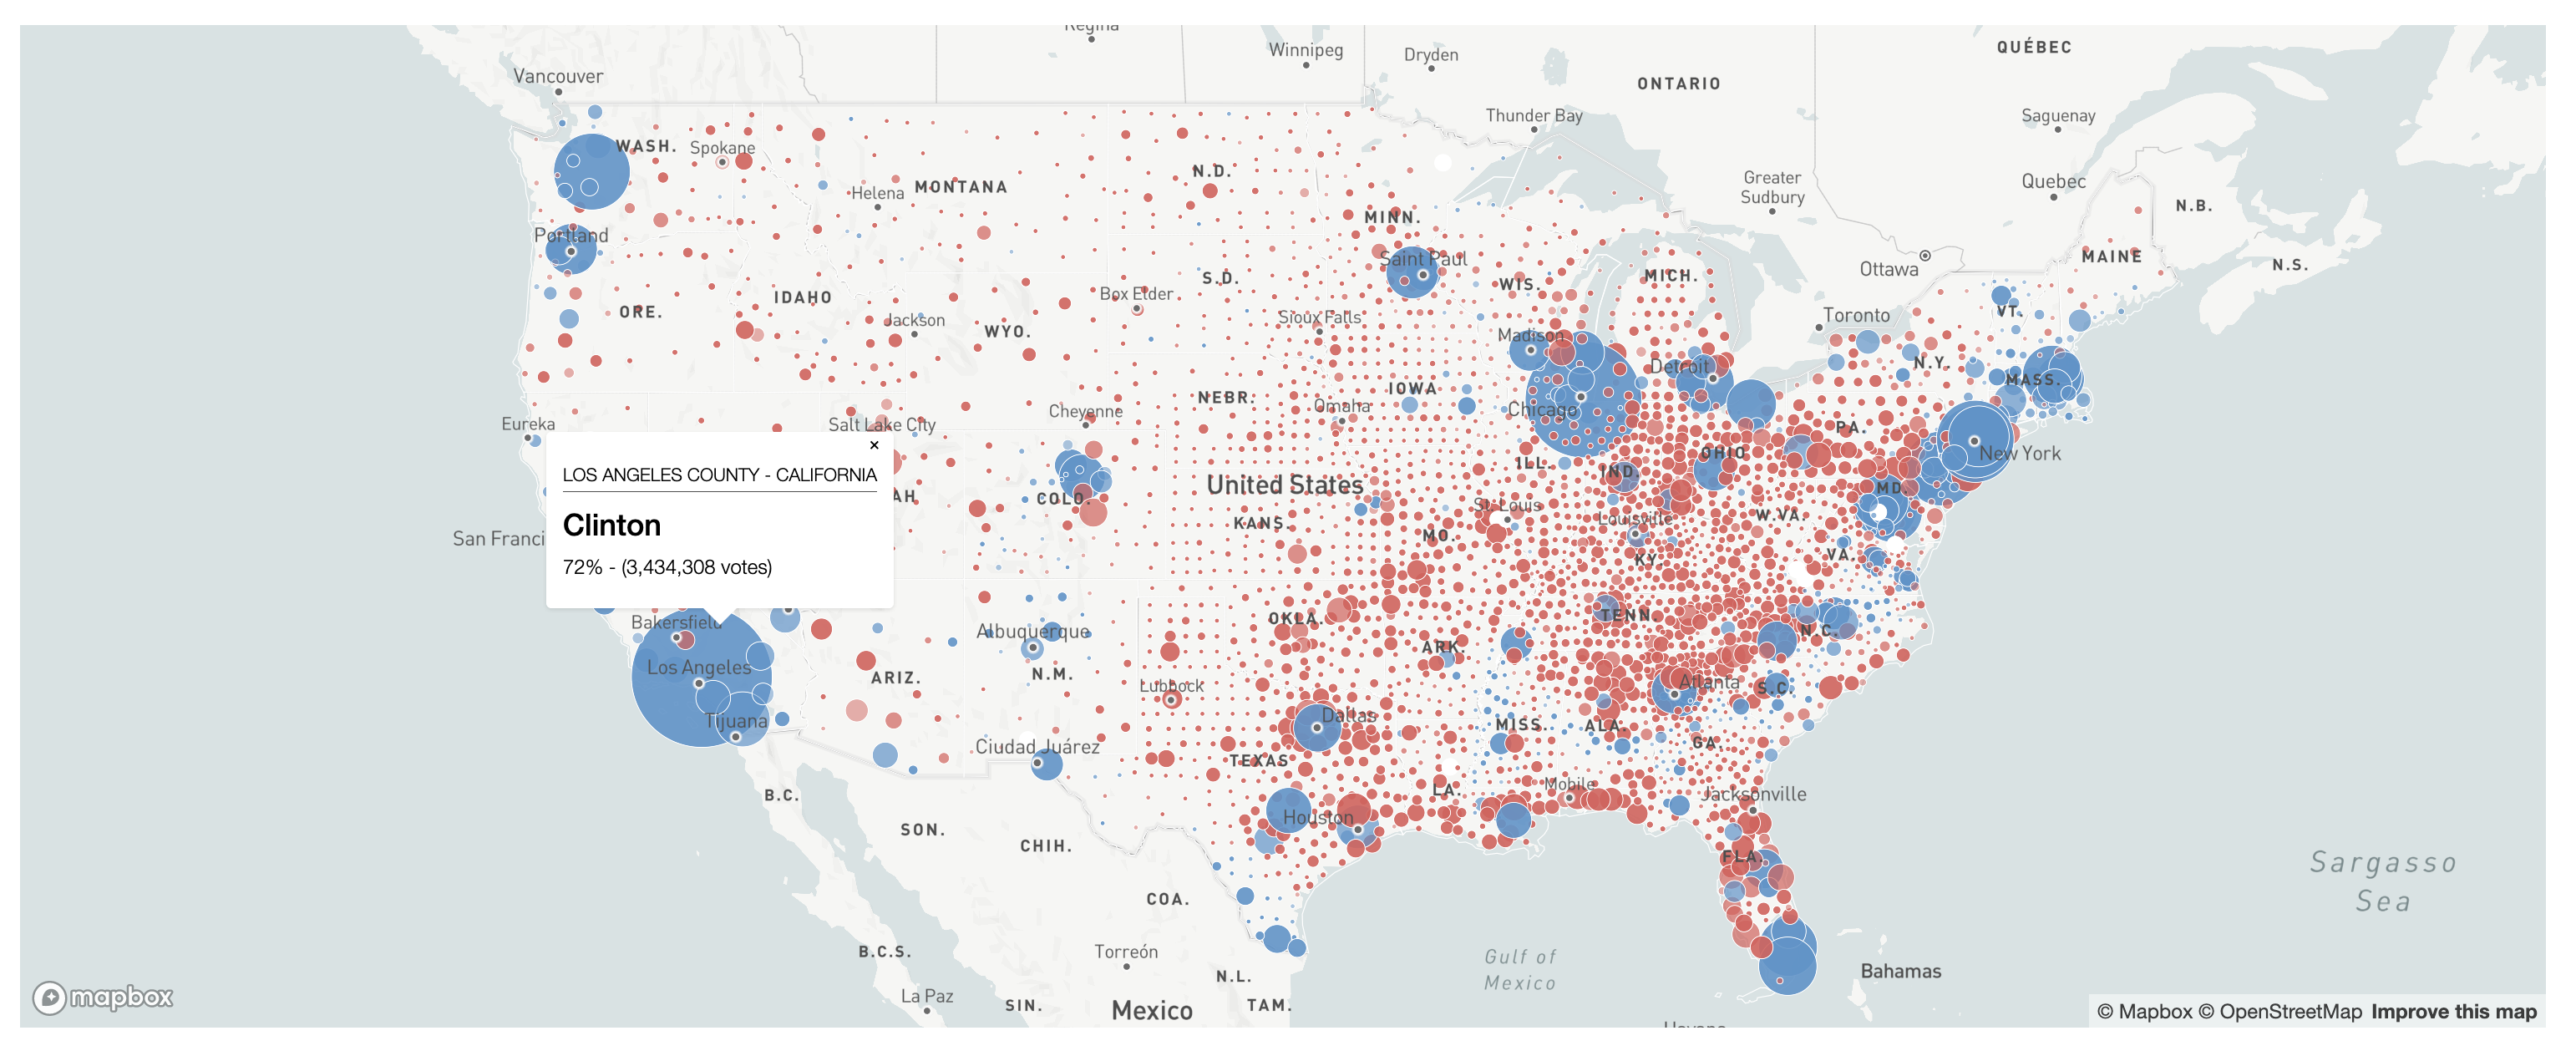 Regina
Winnipeg
Dryden
QUÉBEC
Vancouver
ONTARIO
Thunder Bay
Saguenay
WASH.
Spokane
N.D.
Helena
MONTANA
Greater
Sudbury
Quebec
N.B.
MINN.
Portland
Saint Paul
MAINE
N.S.
Ottawa
S.D.
WIS.
MICH.
IDAHO
Box Elder
ORE.
Jackson
WYO.
Sioux Falls
Toronto
VT.
Madison
Detroit
N.Y.
MASS.
IOWA
NEBR.
Omaha
Chicago
Cheyenne
Eureka
Salt Lake City
PA.
×
LOS ANGELES COUNTY - CALIFORNIA
Clinton
72% - (3,434,308 votes)
New York
OHIO
ILL.
IND.
United States
AH
COLO.
MD.
St. Louis
W.VA.
KANS.
Louisville
San Franci
MO.
VA.
KY.
Bakersfield
OKLA.
TENN.
Albuquerque
N.C.
ARK.
Los Angeles
ARIZ.
N.M.
Lubbock
Atlanta
S.C.
Tijuana
Dallas
MISS.
ALA.
Ciudad Juárez
GA.
TEXAS
Mobile
LA.
B.C.
Jacksonville
Houston
SON.
CHIH.
FLA.
Sargasso
Sea
COA.
B.C.S.
Torreón
Gulf of
Mexico
N.L.
Bahamas
La Paz
SIN.
Mexico
TAM.
mapbox
© Mapbox © OpenStreetMap Improve this map